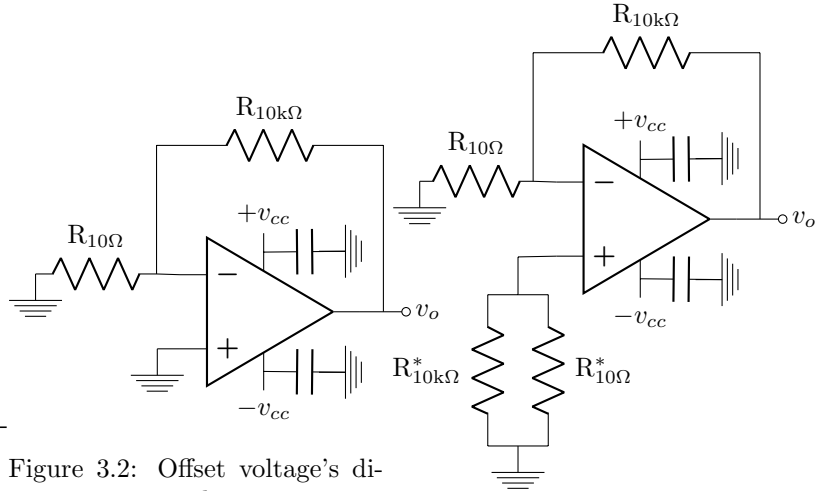 R10kΩ
R10kΩ
R10Ω
+vcc
R10Ω
+vcc
−
vo
−
+
−vcc
vo
+
−vcc
R*10kΩ
R*10Ω
Figure 3.2: Offset voltage's di-